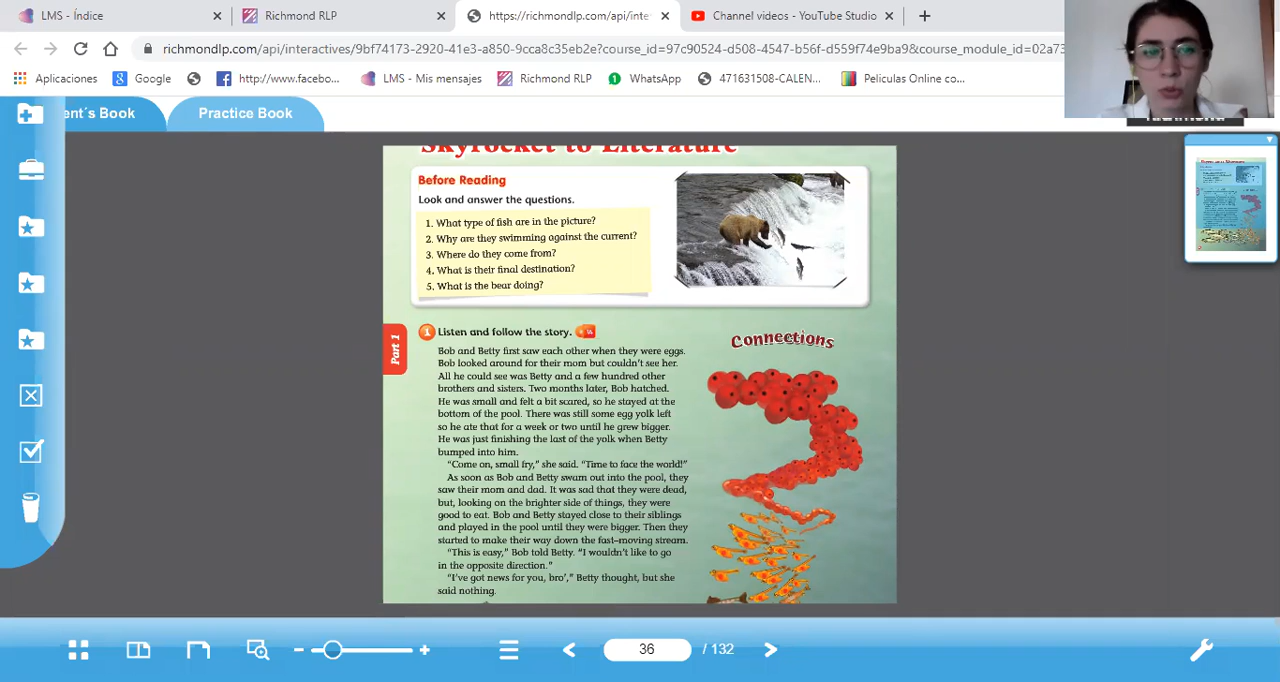 LMS - Índice
Richmond RLP
https://richmondlp.com/api/inte
Channel videos - YouTube Studio
richmondlp.com/api/interactives/9bf74173-2920-41e3-a850-9cca8c35eb2e?course_id=97c90524-d508-4547-b56f-d559f74e9ba9&course_module_id=02a73
Aplicaciones
Google
http://www.facebo...
LMS - Mis mensajes
Richmond RLP
WhatsApp
471631508-CALEN...
Peliculas Online co...
ent´s Book
Practice Book
Skyrocket to Literature
Before Reading
Look and answer the questions.
1. What type of fish are in the picture?
2. Why are they swimming against the current?
3. Where do they come from?
4. What is their final destination?
5. What is the bear doing?
Part 1
1 Listen and follow the story.
Connections
Bob and Betty first saw each other when they were eggs.
Bob looked around for their mom but couldn't see her.
All he could see was Betty and a few hundred other
brothers and sisters. Two months later, Bob hatched.
He was small and felt a bit scared, so he stayed at the
bottom of the pool. There was still some egg yolk left
so he ate that for a week or two until he grew bigger.
He was just finishing the last of the yolk when Betty
bumped into him.
"Come on, small fry," she said. "Time to face the world!"
As soon as Bob and Betty swam out into the pool, they
saw their mom and dad. It was sad that they were dead,
but, looking on the brighter side of things, they were
good to eat. Bob and Betty stayed close to their siblings
and played in the pool until they were bigger. Then they
started to make their way down the fast-moving stream.
"This is easy," Bob told Betty. "I wouldn't like to go
in the opposite direction."
"I've got news for you, bro'," Betty thought, but she
said nothing.
36
/ 132